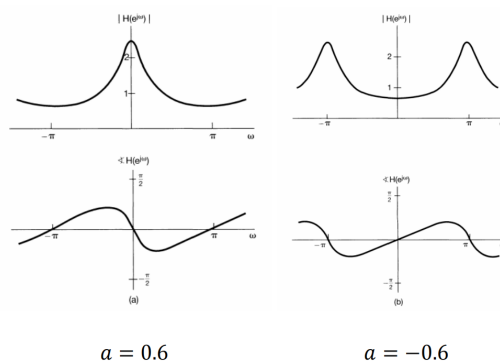 | H(e^{jω}) |
2
1
−π
π
ω
∢ H(e^{jω})
π/2
−π
π
ω
−π/2
(a)
| H(e^{jω}) |
2
1
−π
π
∢ H(e^{jω})
π/2
−π
π
−π/2
(b)
a = 0.6
a = −0.6